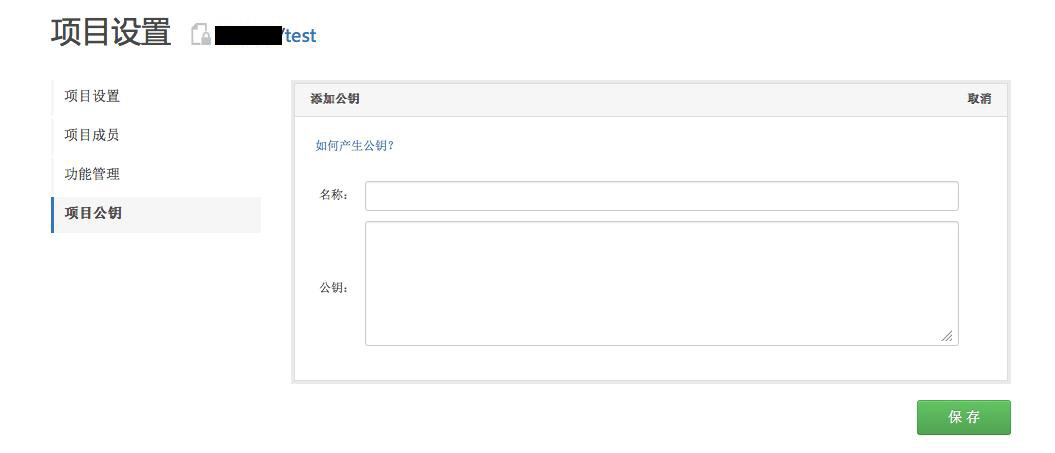 项目设置 /test
项目设置
项目成员
功能管理
项目公钥
添加公钥 取消
如何产生公钥?
名称:
公钥:
保存